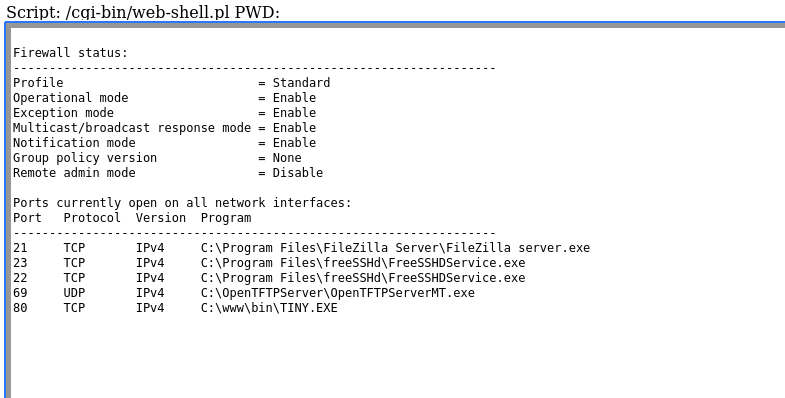 Script: /cgi-bin/web-shell.pl PWD:
Firewall status:
-------------------------------------------------------------------
Profile                           = Standard
Operational mode                  = Enable
Exception mode                    = Enable
Multicast/broadcast response mode = Enable
Notification mode                 = Enable
Group policy version              = None
Remote admin mode                 = Disable
Ports currently open on all network interfaces:
Port   Protocol  Version  Program
-------------------------------------------------------------------
21     TCP       IPv4     C:\Program Files\FileZilla Server\FileZilla server.exe
23     TCP       IPv4     C:\Program Files\freeSSHd\FreeSSHDService.exe
22     TCP       IPv4     C:\Program Files\freeSSHd\FreeSSHDService.exe
69     UDP       IPv4     C:\OpenTFTPServer\OpenTFTPServerMT.exe
80     TCP       IPv4     C:\www\bin\TINY.EXE